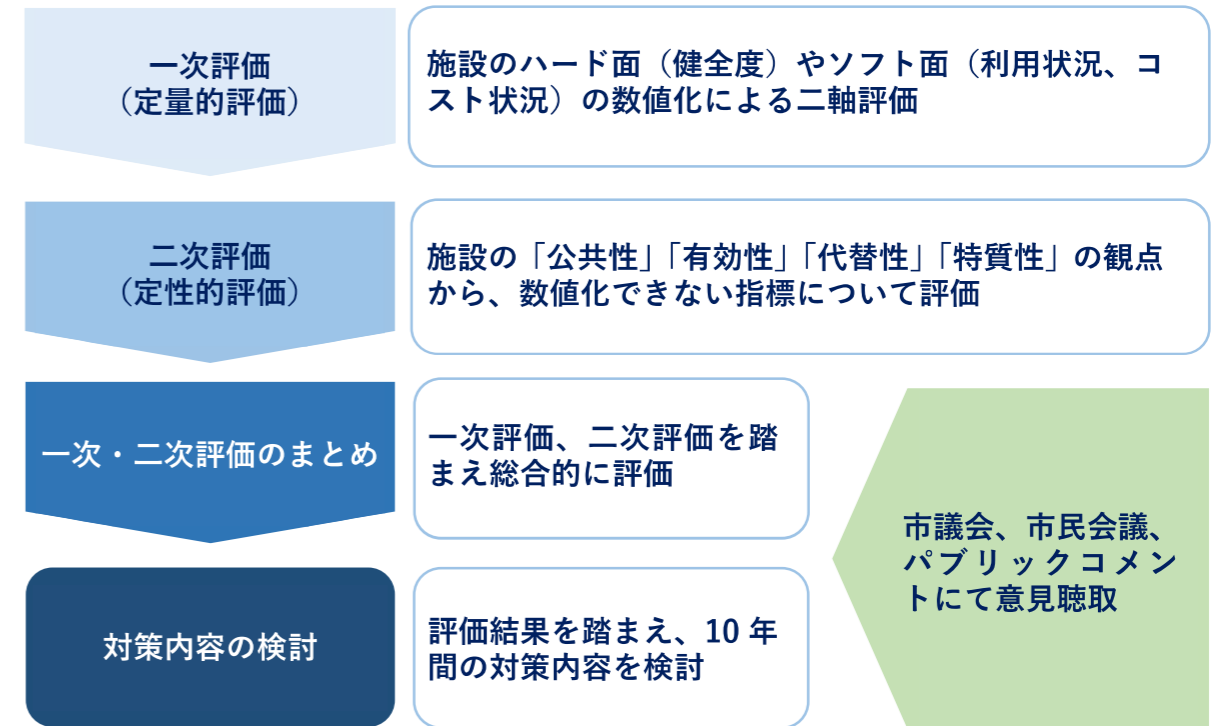 一次評価
（定量的評価）
施設のハード面（健全度）やソフト面（利用状況、コ
スト状況）の数値化による二軸評価
二次評価
（定性的評価）
施設の「公共性」「有効性」「代替性」「特質性」の観点
から、数値化できない指標について評価
一次・二次評価のまとめ
一次評価、二次評価を踏
まえ総合的に評価
市議会、市民会議、
パブリックコメン
トにて意見聴取
対策内容の検討
評価結果を踏まえ、10 年
間の対策内容を検討